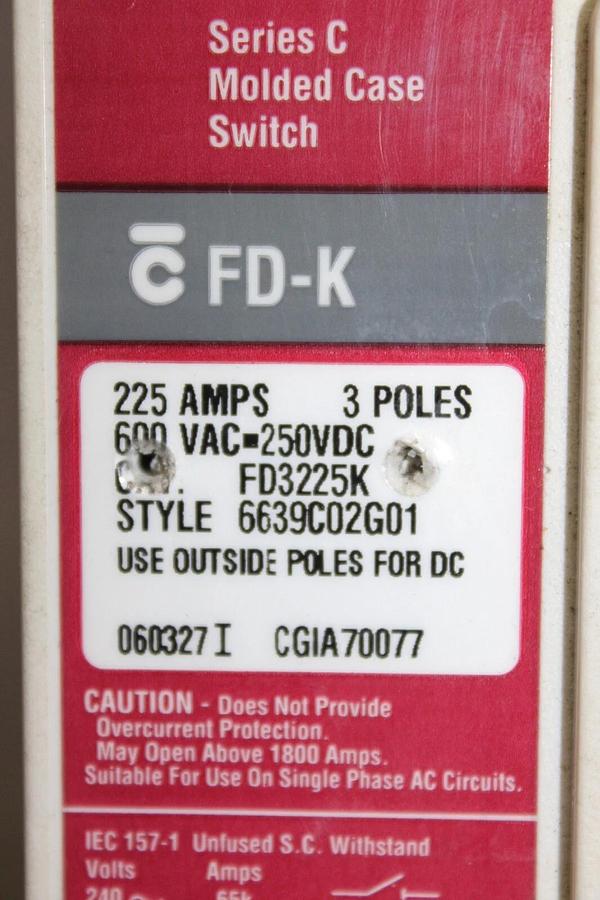 Series C
Molded Case
Switch
C FD-K
225 AMPS 3 POLES
600 VAC=250VDC
FD3225K
STYLE 6639C02G01
USE OUTSIDE POLES FOR DC
060327 I CGIA70077
CAUTION - Does Not Provide
Overcurrent Protection.
May Open Above 1800 Amps.
Suitable For Use On Single Phase AC Circuits.
IEC 157-1 Unfused S.C. Withstand
Volts Amps
240 65k